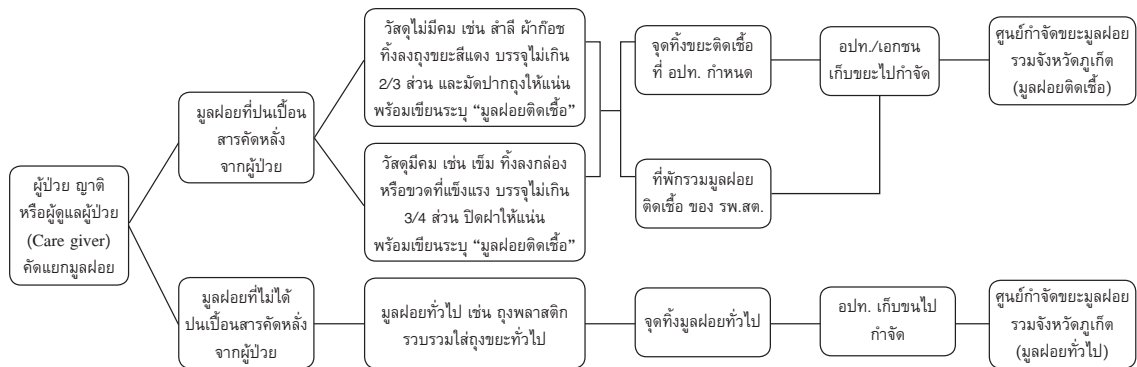 ผู้ป่วย ญาติ
หรือผู้ดูแลผู้ป่วย
(Care giver)
คัดแยกมูลฝอย
มูลฝอยที่ปนเปื้อน
สารคัดหลั่ง
จากผู้ป่วย
วัสดุไม่มีคม เช่น สำลี ผ้าก๊อซ
ทิ้งลงถุงขยะสีแดง บรรจุไม่เกิน
2/3 ส่วน และมัดปากถุงให้แน่น
พร้อมเขียนระบุ “มูลฝอยติดเชื้อ”
วัสดุมีคม เช่น เข็ม ทิ้งลงกล่อง
หรือขวดที่แข็งแรง บรรจุไม่เกิน
3/4 ส่วน ปิดฝาให้แน่น
พร้อมเขียนระบุ “มูลฝอยติดเชื้อ”
จุดทิ้งขยะติดเชื้อ
ที่ อปท. กำหนด
ที่พักรวมมูลฝอย
ติดเชื้อ ของ รพ.สต.
อปท./เอกชน
เก็บขยะไปกำจัด
ศูนย์กำจัดขยะมูลฝอย
รวมจังหวัดภูเก็ต
(มูลฝอยติดเชื้อ)
มูลฝอยที่ไม่ได้
ปนเปื้อนสารคัดหลั่ง
จากผู้ป่วย
มูลฝอยทั่วไป เช่น ถุงพลาสติก
รวบรวมใส่ถุงขยะทั่วไป
จุดทิ้งมูลฝอยทั่วไป
อปท. เก็บขนไป
กำจัด
ศูนย์กำจัดขยะมูลฝอย
รวมจังหวัดภูเก็ต
(มูลฝอยทั่วไป)